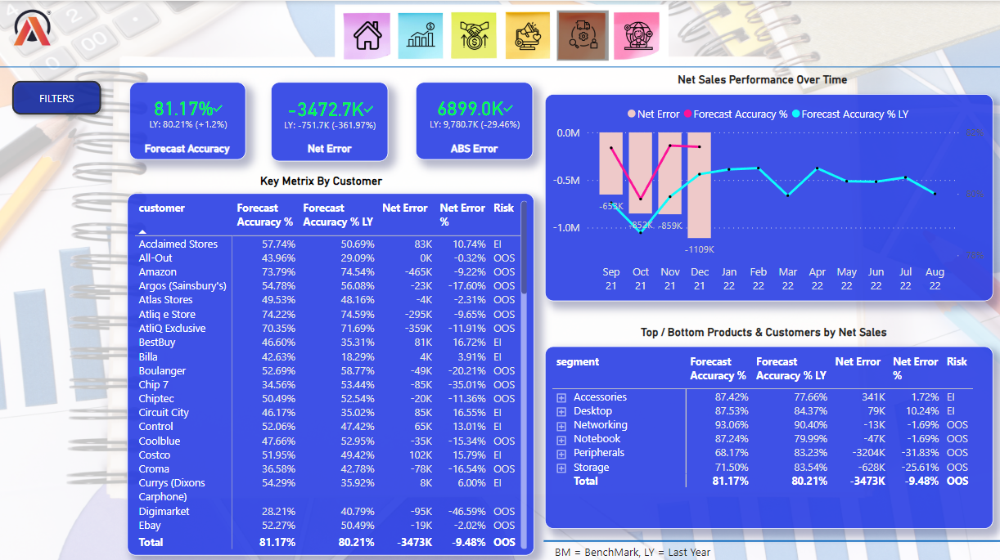 FILTERS
81.17%
LY: 80.21% (+1.2%)
Forecast Accuracy
-3472.7K
LY: -751.7K (-361.97%)
Net Error
6899.0K
LY: 9,780.7K (-29.46%)
ABS Error
Key Metrix By Customer
customer Forecast Accuracy % Forecast Accuracy % LY Net Error Net Error % Risk
Acclaimed Stores 57.74% 50.69% 83K 10.74% EI
All-Out 43.96% 29.09% 0K -0.32% OOS
Amazon 73.79% 74.54% -465K -9.22% OOS
Argos (Sainsbury's) 54.78% 56.08% -23K -17.60% OOS
Atlas Stores 49.53% 48.16% -4K -2.31% OOS
Atliq e Store 74.22% 74.59% -295K -9.65% OOS
AtliQ Exclusive 70.35% 71.69% -359K -11.91% OOS
BestBuy 46.60% 35.31% 81K 16.72% EI
Billa 42.63% 18.29% 4K 3.91% EI
Boulanger 52.69% 58.77% -49K -20.21% OOS
Chip 7 34.56% 53.44% -85K -35.01% OOS
Chiptec 50.49% 52.54% -20K -11.36% OOS
Circuit City 46.17% 35.02% 85K 16.55% EI
Control 52.06% 47.42% 65K 13.01% EI
Coolblue 47.66% 52.95% -35K -15.34% OOS
Costco 51.95% 49.42% 102K 15.79% EI
Croma 36.58% 42.78% -78K -16.54% OOS
Currys (Dixons 54.29% 35.92% 8K 6.00% EI
Carphone)
Digimarket 28.21% 40.79% -95K -46.59% OOS
Ebay 52.27% 50.49% -19K -2.02% OOS
Total 81.17% 80.21% -3473K -9.48% OOS
Net Sales Performance Over Time
Net Error Forecast Accuracy % Forecast Accuracy % LY
0.0M
-0.5M
-1.0M
-653K
-852K
-859K
-1109K
Sep Oct Nov Dec Jan Feb Mar Apr May Jun Jul Aug
21 21 21 21 22 22 22 22 22 22 22 22
Top / Bottom Products & Customers by Net Sales
segment Forecast Accuracy % Forecast Accuracy % LY Net Error Net Error % Risk
Accessories 87.42% 77.66% 341K 1.72% EI
Desktop 87.53% 84.37% 79K 10.24% EI
Networking 93.06% 90.40% -13K -1.69% OOS
Notebook 87.24% 79.99% -47K -1.69% OOS
Peripherals 68.17% 83.23% -3204K -31.83% OOS
Storage 71.50% 83.54% -628K -25.61% OOS
Total 81.17% 80.21% -3473K -9.48% OOS
BM = BenchMark, LY = Last Year